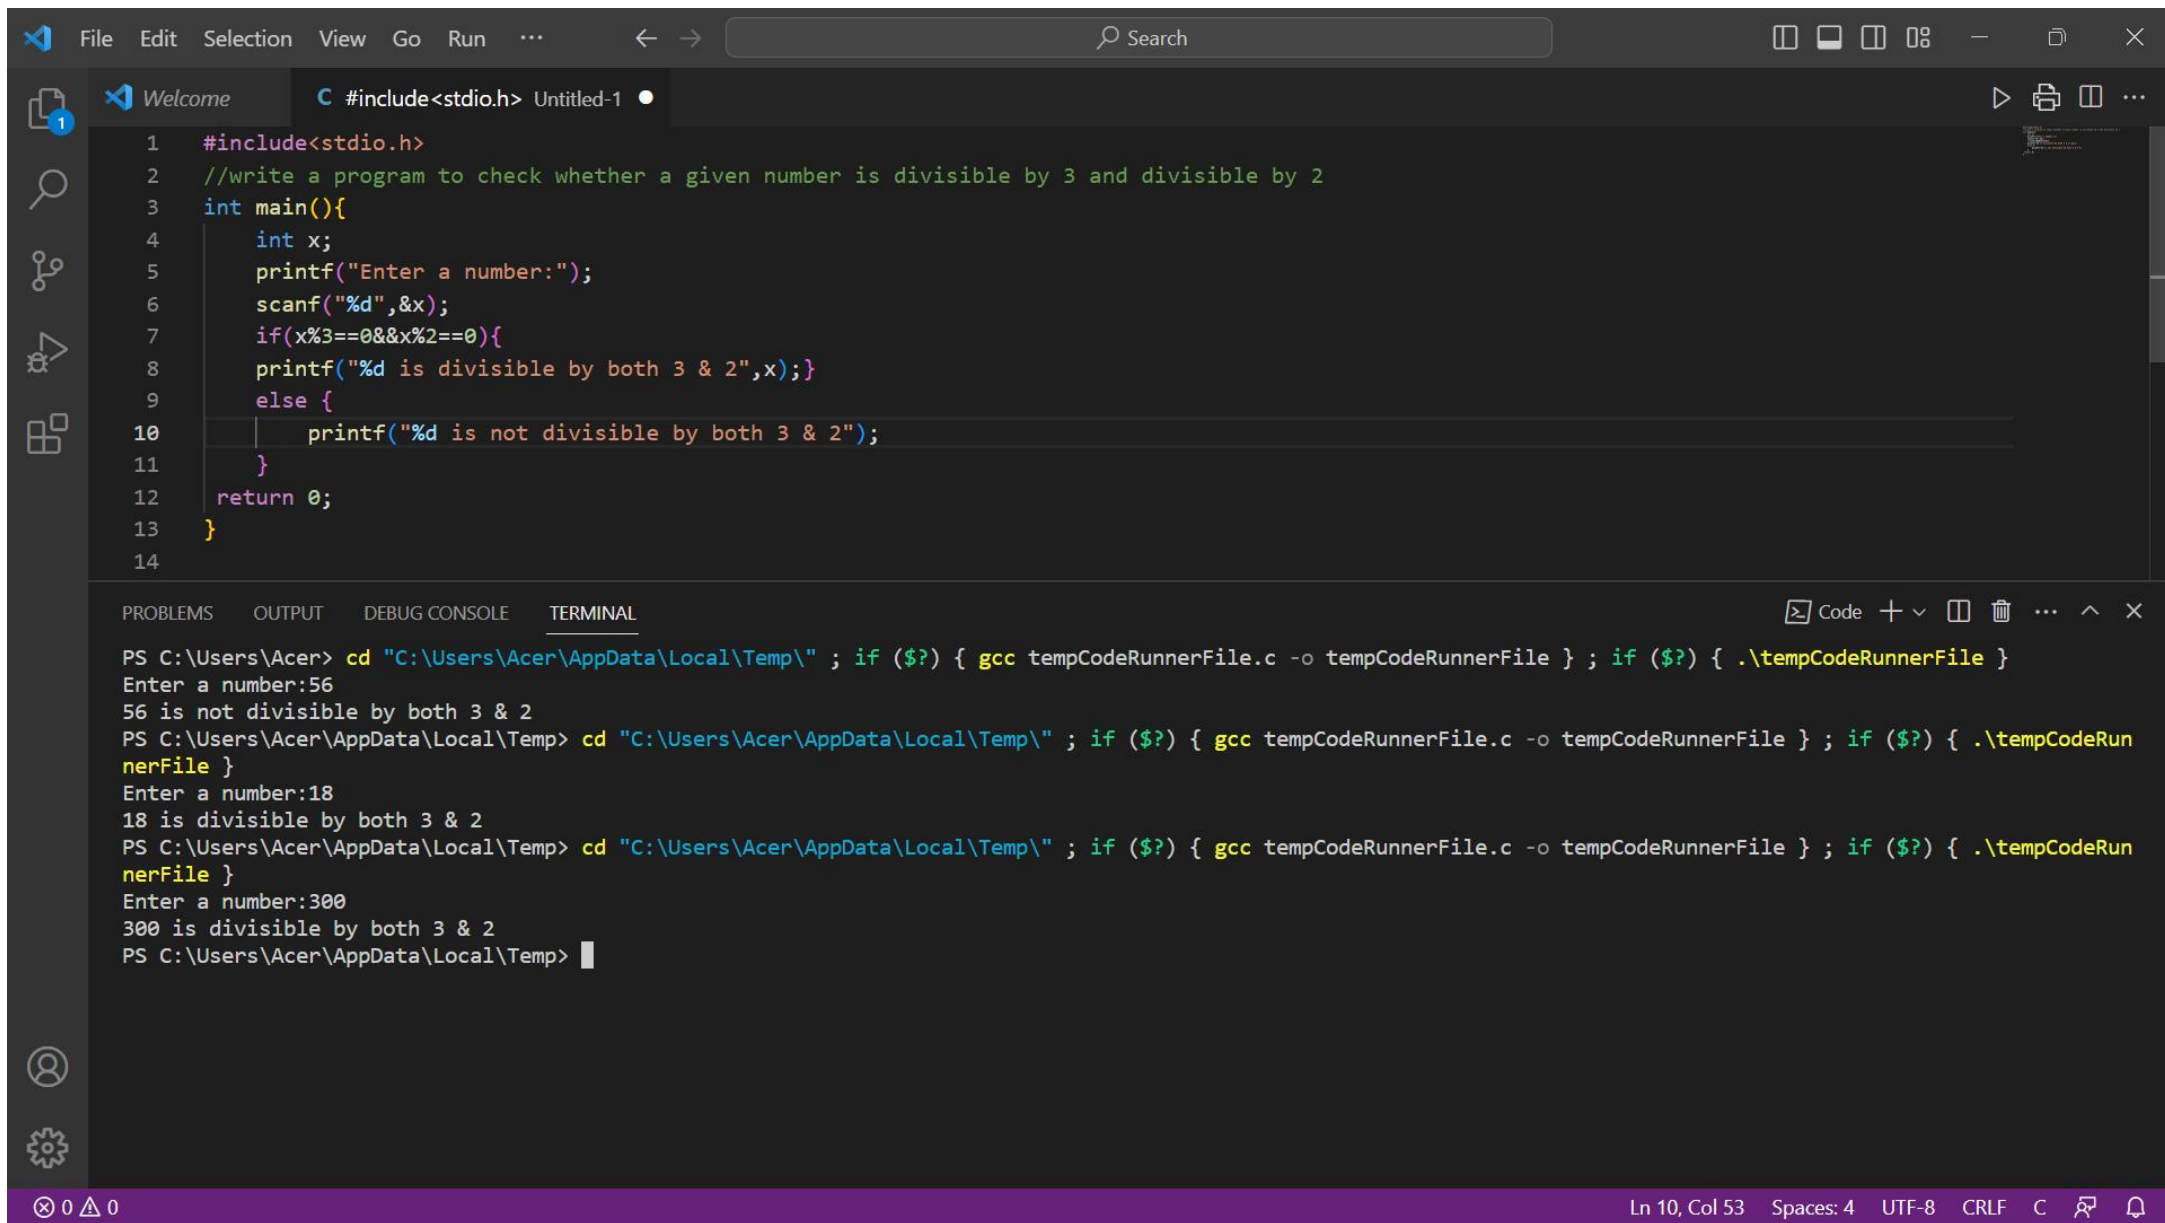 File Edit Selection View Go Run ... Search
Welcome C #include<stdio.h> Untitled-1
1 #include<stdio.h>
2 //write a program to check whether a given number is divisible by 3 and divisible by 2
3 int main(){
4 int x;
5 printf("Enter a number:");
6 scanf("%d",&x);
7 if(x%3==0&&x%2==0){
8 printf("%d is divisible by both 3 & 2",x);}
9 else {
10 printf("%d is not divisible by both 3 & 2");
11 }
12 return 0;
13 }
14
PROBLEMS OUTPUT DEBUG CONSOLE TERMINAL Code
PS C:\Users\Acer> cd "C:\Users\Acer\AppData\Local\Temp\" ; if ($?) { gcc tempCodeRunnerFile.c -o tempCodeRunnerFile } ; if ($?) { .\tempCodeRunnerFile }
Enter a number:56
56 is not divisible by both 3 & 2
PS C:\Users\Acer\AppData\Local\Temp> cd "C:\Users\Acer\AppData\Local\Temp\" ; if ($?) { gcc tempCodeRunnerFile.c -o tempCodeRunnerFile } ; if ($?) { .\tempCodeRun
nerFile }
Enter a number:18
18 is divisible by both 3 & 2
PS C:\Users\Acer\AppData\Local\Temp> cd "C:\Users\Acer\AppData\Local\Temp\" ; if ($?) { gcc tempCodeRunnerFile.c -o tempCodeRunnerFile } ; if ($?) { .\tempCodeRun
nerFile }
Enter a number:300
300 is divisible by both 3 & 2
PS C:\Users\Acer\AppData\Local\Temp>
1
0 0 Ln 10, Col 53 Spaces: 4 UTF-8 CRLF C